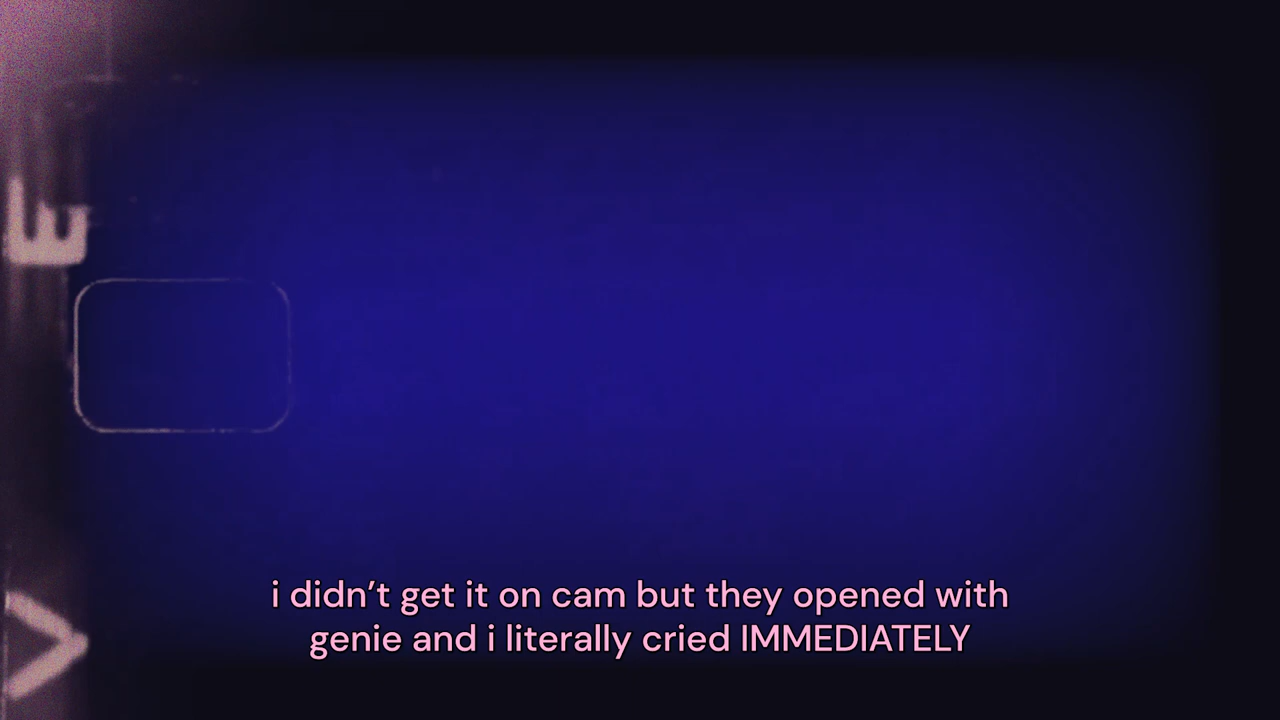 i didn’t get it on cam but they opened with
genie and i literally cried IMMEDIATELY